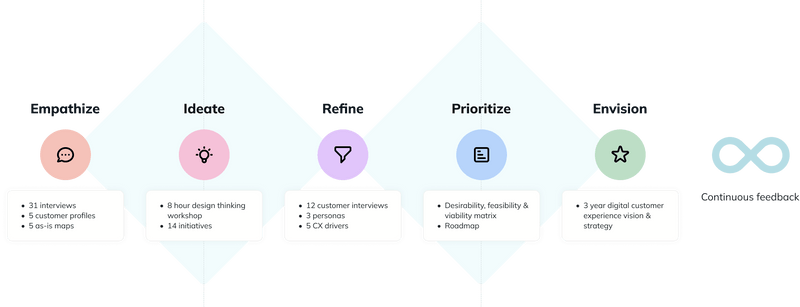 Empathize
Ideate
Refine
Prioritize
Envision
• 31 interviews
• 5 customer profiles
• 5 as-is maps
• 8 hour design thinking
workshop
• 14 initiatives
• 12 customer interviews
• 3 personas
• 5 CX drivers
• Desirability, feasibility &
viability matrix
• Roadmap
• 3 year digital customer
experience vision &
strategy
Continuous feedback